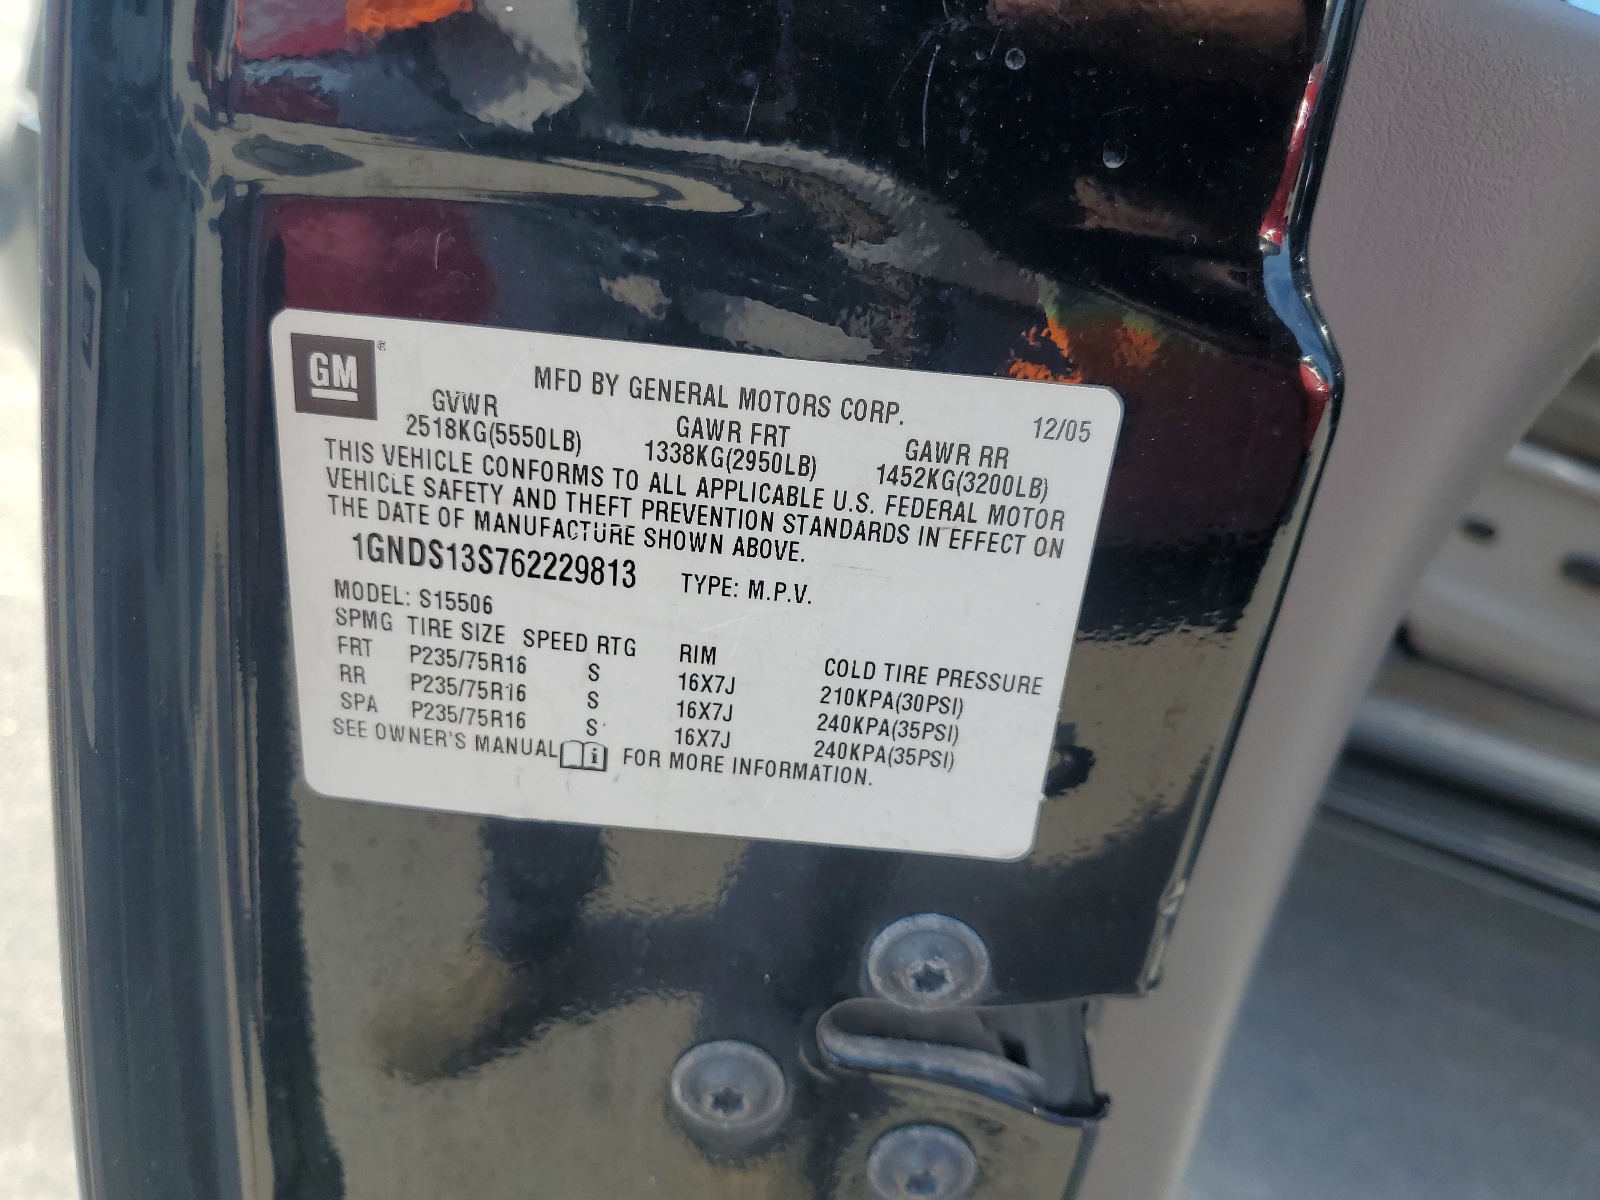 GM®
MFD BY GENERAL MOTORS CORP.
12/05
GVWR GAWR FRT GAWR RR
2518KG(5550LB) 1338KG(2950LB) 1452KG(3200LB)
THIS VEHICLE CONFORMS TO ALL APPLICABLE U.S. FEDERAL MOTOR
VEHICLE SAFETY AND THEFT PREVENTION STANDARDS IN EFFECT ON
THE DATE OF MANUFACTURE SHOWN ABOVE.
1GNDS13S762229813 TYPE: M.P.V.
MODEL: S15506
SPMG TIRE SIZE SPEED RTG RIM COLD TIRE PRESSURE
FRT P235/75R16 S 16X7J 210KPA(30PSI)
RR P235/75R16 S 16X7J 240KPA(35PSI)
SPA P235/75R16 S 16X7J 240KPA(35PSI)
SEE OWNER'S MANUAL i FOR MORE INFORMATION.